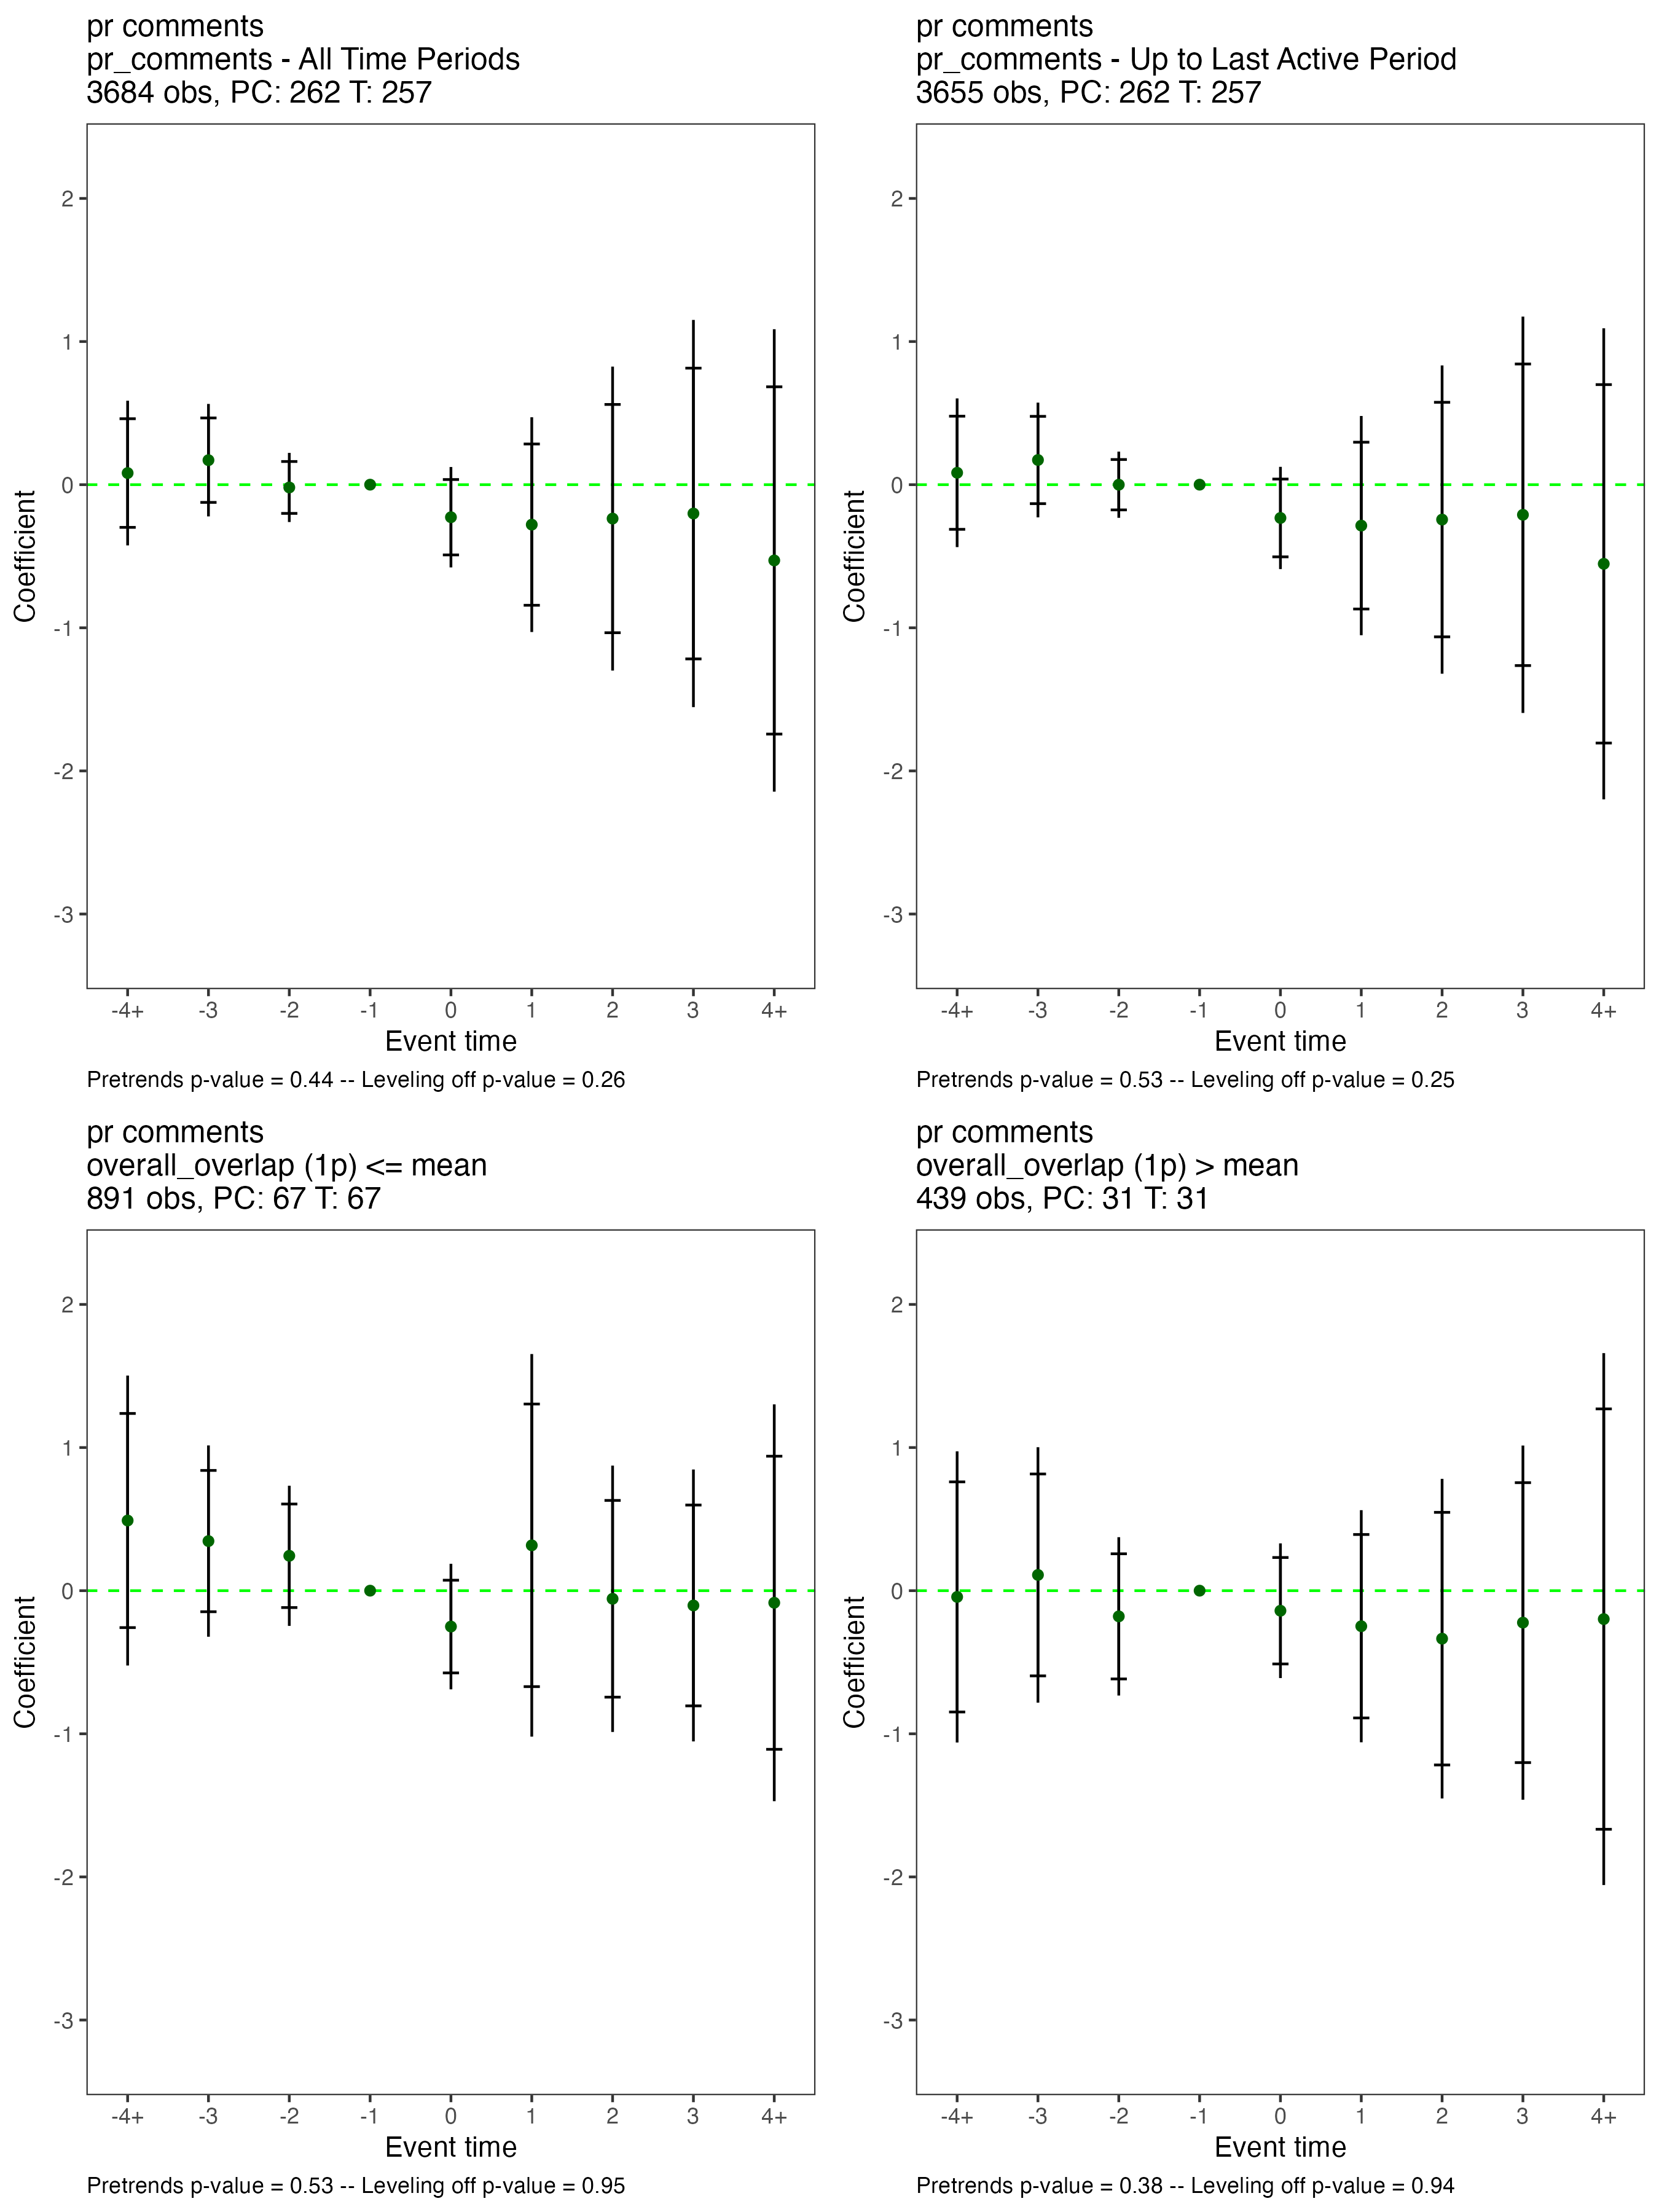 pr comments
pr_comments - All Time Periods
3684 obs, PC: 262 T: 257
2
1
0
-1
-2
-3
Coefficient
-4+ -3 -2 -1 0 1 2 3 4+
Event time
Pretrends p-value = 0.44 -- Leveling off p-value = 0.26
pr comments
pr_comments - Up to Last Active Period
3655 obs, PC: 262 T: 257
2
1
0
-1
-2
-3
Coefficient
-4+ -3 -2 -1 0 1 2 3 4+
Event time
Pretrends p-value = 0.53 -- Leveling off p-value = 0.25
pr comments
overall_overlap (1p) <= mean
891 obs, PC: 67 T: 67
2
1
0
-1
-2
-3
Coefficient
-4+ -3 -2 -1 0 1 2 3 4+
Event time
Pretrends p-value = 0.53 -- Leveling off p-value = 0.95
pr comments
overall_overlap (1p) > mean
439 obs, PC: 31 T: 31
2
1
0
-1
-2
-3
Coefficient
-4+ -3 -2 -1 0 1 2 3 4+
Event time
Pretrends p-value = 0.38 -- Leveling off p-value = 0.94